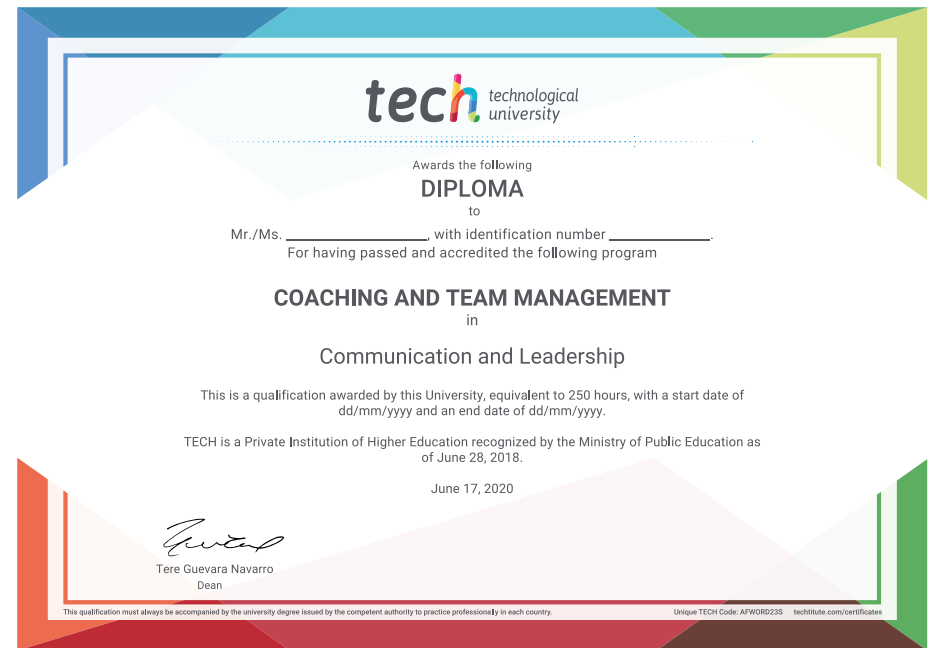 tech technological
university
Awards the following
DIPLOMA
to
Mr./Ms. ____________, with identification number ____________.
For having passed and accredited the following program
COACHING AND TEAM MANAGEMENT
in
Communication and Leadership
This is a qualification awarded by this University, equivalent to 250 hours, with a start date of
dd/mm/yyyy and an end date of dd/mm/yyyy.
TECH is a Private Institution of Higher Education recognized by the Ministry of Public Education as
of June 28, 2018.
June 17, 2020
Tere Guevara Navarro
Dean
This qualification must always be accompanied by the university degree issued by the competent authority to practice professionally in each country.
Unique TECH Code: AFWORD23S techtitute.com/certificates